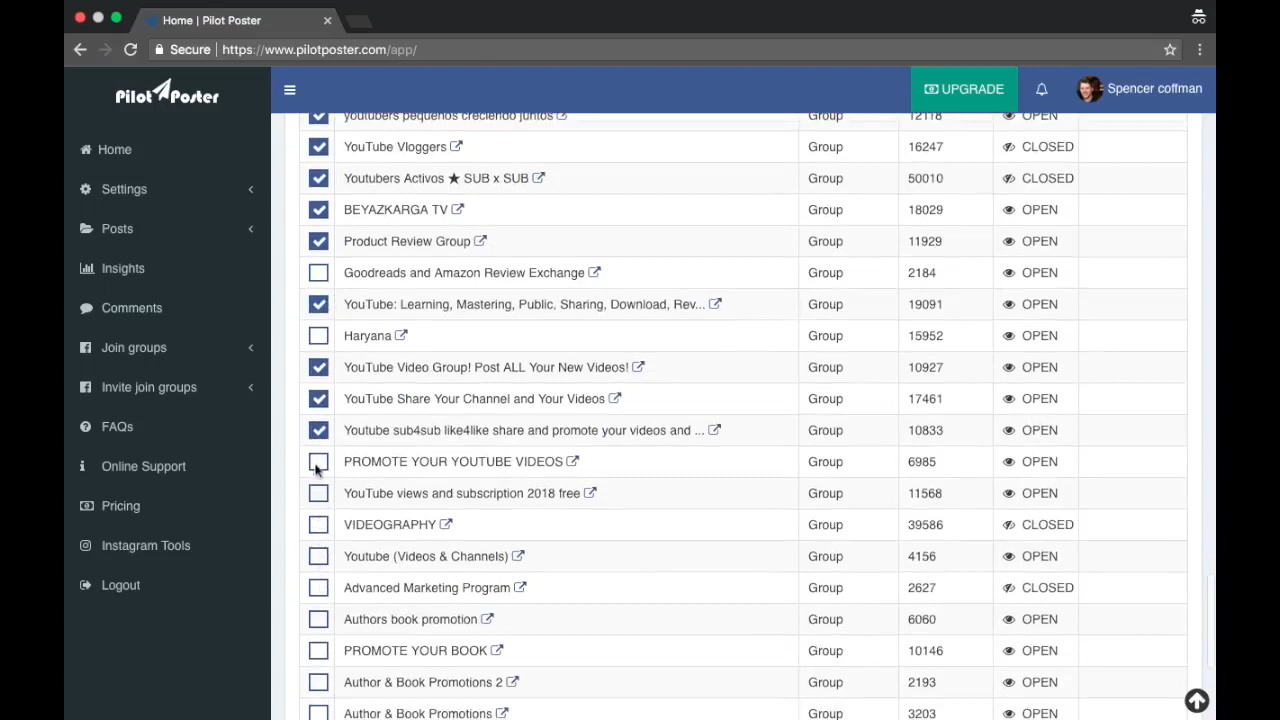 Home | Pilot Poster
Secure | https://www.pilotposter.com/app/
Pilot Poster
UPGRADE
Spencer coffman
Home
Settings
Posts
Insights
Comments
Join groups
Invite join groups
FAQs
Online Support
Pricing
Instagram Tools
Logout
youtubers pequenos creciendo juntos Group 12118 OPEN
YouTube Vloggers Group 16247 CLOSED
Youtubers Activos ★ SUB x SUB Group 50010 CLOSED
BEYAZKARGA TV Group 18029 OPEN
Product Review Group Group 11929 OPEN
Goodreads and Amazon Review Exchange Group 2184 OPEN
YouTube: Learning, Mastering, Public, Sharing, Download, Rev... Group 19091 OPEN
Haryana Group 15952 OPEN
YouTube Video Group! Post ALL Your New Videos! Group 10927 OPEN
YouTube Share Your Channel and Your Videos Group 17461 OPEN
Youtube sub4sub like4like share and promote your videos and ... Group 10833 OPEN
PROMOTE YOUR YOUTUBE VIDEOS Group 6985 OPEN
YouTube views and subscription 2018 free Group 11568 OPEN
VIDEOGRAPHY Group 39586 CLOSED
Youtube (Videos & Channels) Group 4156 OPEN
Advanced Marketing Program Group 2627 CLOSED
Authors book promotion Group 6060 OPEN
PROMOTE YOUR BOOK Group 10146 OPEN
Author & Book Promotions 2 Group 2193 OPEN
Author & Book Promotions Group 3203 OPEN